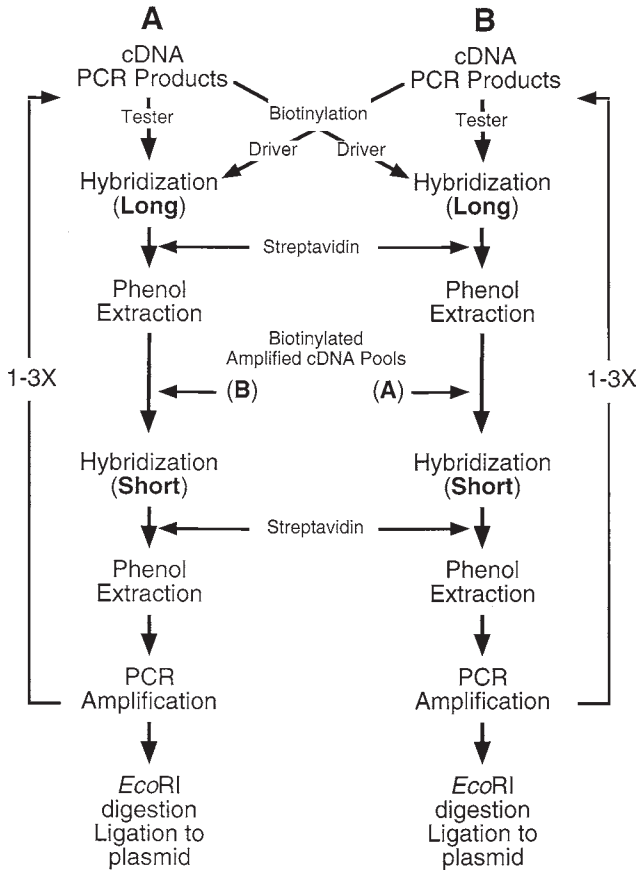 A B
cDNA cDNA
PCR Products PCR Products
Tester Biotinylation Tester
Driver Driver
Hybridization Hybridization
(Long) (Long)
Streptavidin
Phenol Phenol
Extraction Extraction
Biotinylated
Amplified cDNA Pools
1-3X (B) (A) 1-3X
Hybridization Hybridization
(Short) (Short)
Streptavidin
Phenol Phenol
Extraction Extraction
PCR PCR
Amplification Amplification
EcoRI EcoRI
digestion digestion
Ligation to Ligation to
plasmid plasmid